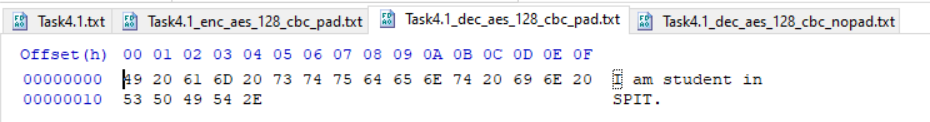 Task4.1.txt Task4.1_enc_aes_128_cbc_pad.txt Task4.1_dec_aes_128_cbc_pad.txt Task4.1_dec_aes_128_cbc_nopad.txt
Offset(h) 00 01 02 03 04 05 06 07 08 09 0A 0B 0C 0D 0E 0F
00000000 49 20 61 6D 20 73 74 75 64 65 6E 74 20 69 6E 20 I am student in
00000010 53 50 49 54 2E SPIT.